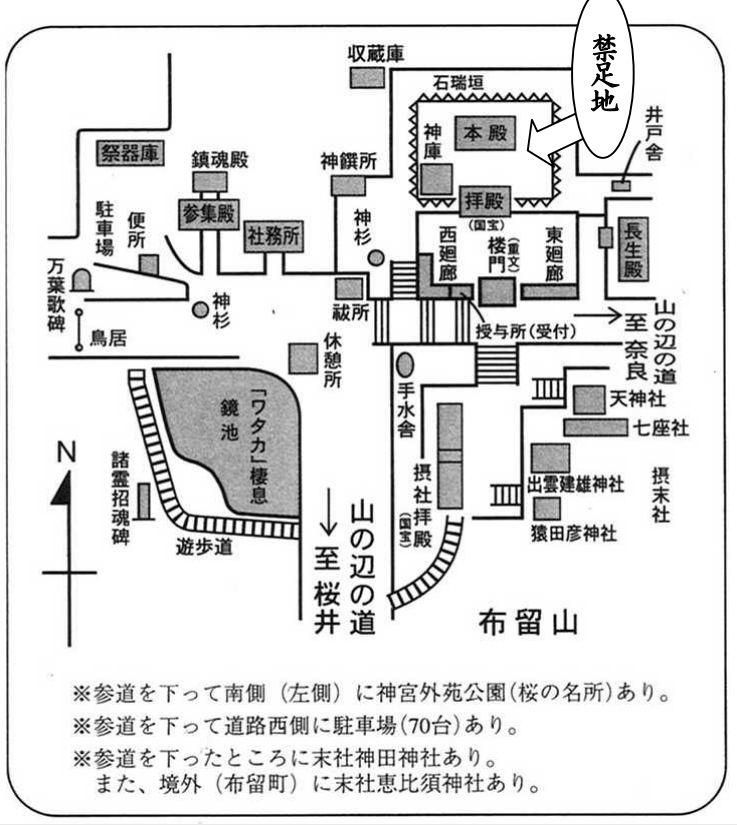 禁足地
収蔵庫
石瑞垣
井戸舎
本殿
神庫
祭器庫
鎮魂殿
神饌所
拝殿
(国宝)
参集殿
駐車場
便所
社務所
神杉
西廻廊
楼門
(重文)
東廻廊
長生殿
万葉歌碑
神杉
祓所
鳥居
授与所(受付)
山の辺の道
至奈良
休憩所
手水舎
天神社
七座社
「ワタカ」棲息
鏡池
N
諸霊招魂碑
遊歩道
山の辺の道
至桜井
摂社拝殿
(国宝)
出雲建雄神社
摂末社
猿田彦神社
布留山
※参道を下って南側(左側)に神宮外苑公園(桜の名所)あり。
※参道を下って道路西側に駐車場(70台)あり。
※参道を下ったところに末社神田神社あり。
また、境外(布留町)に末社恵比須神社あり。